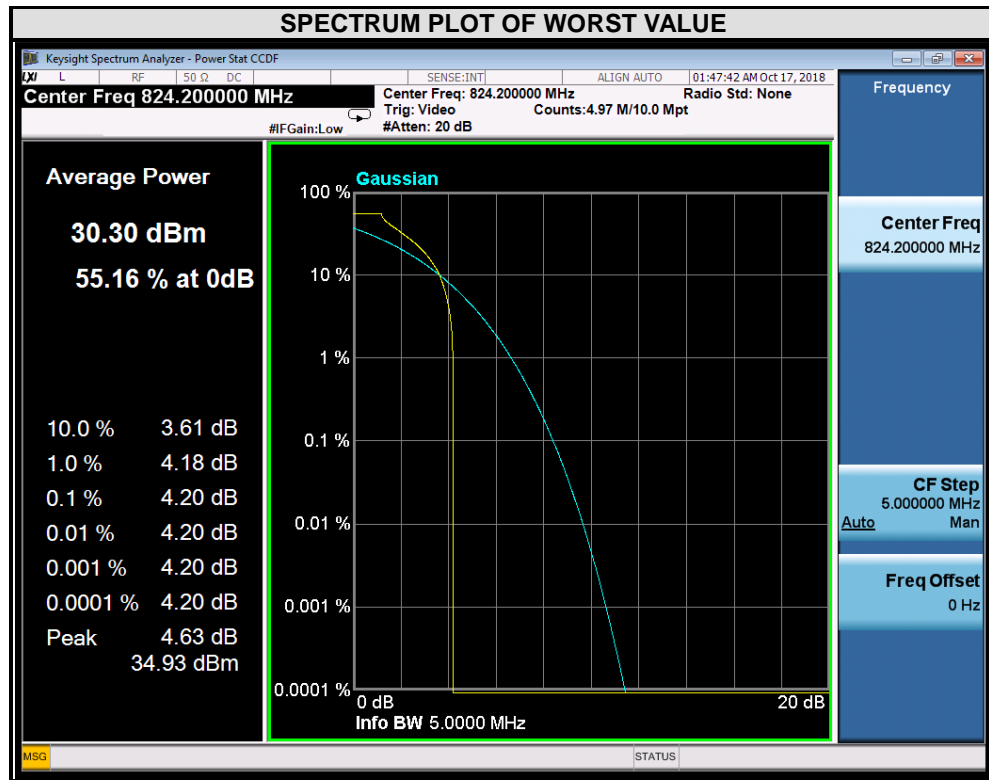 SPECTRUM PLOT OF WORST VALUE
Keysight Spectrum Analyzer - Power Stat CCDF
LXI L RF 50 Ω DC SENSE:INT ALIGN AUTO 01:47:42 AM Oct 17, 2018
Center Freq 824.200000 MHz
Center Freq: 824.200000 MHz Radio Std: None
Trig: Video Counts:4.97 M/10.0 Mpt
#IFGain:Low #Atten: 20 dB
Frequency
Average Power
30.30 dBm
55.16 % at 0dB
10.0 % 3.61 dB
1.0 % 4.18 dB
0.1 % 4.20 dB
0.01 % 4.20 dB
0.001 % 4.20 dB
0.0001 % 4.20 dB
Peak 4.63 dB
34.93 dBm
Gaussian
100 %
10 %
1 %
0.1 %
0.01 %
0.001 %
0.0001 %
0 dB 20 dB
Info BW 5.0000 MHz
Center Freq
824.200000 MHz
CF Step
5.000000 MHz
Auto Man
Freq Offset
0 Hz
MSG STATUS